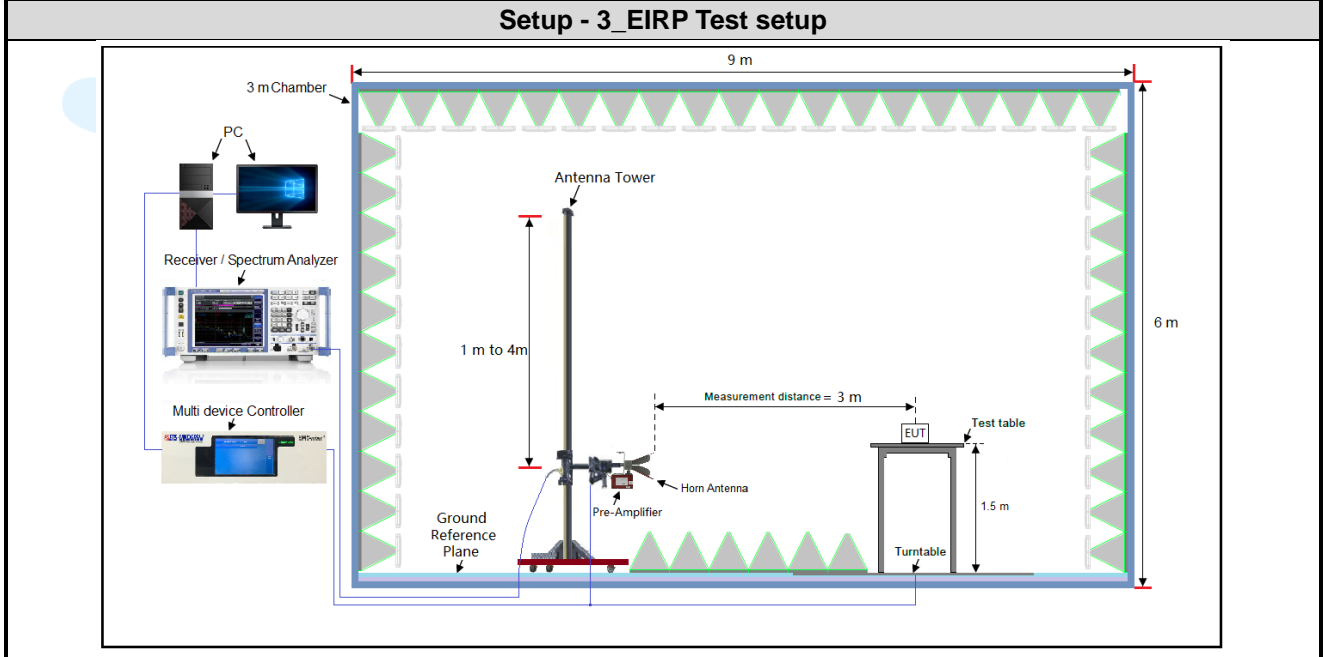 Setup - 3_EIRP Test setup
9 m
3 m Chamber
PC
Antenna Tower
Receiver / Spectrum Analyzer
6 m
1 m to 4m
Measurement distance = 3 m
Multi device Controller
EUT
Test table
Horn Antenna
Pre-Amplifier
1.5 m
Ground
Reference
Plane
Turntable